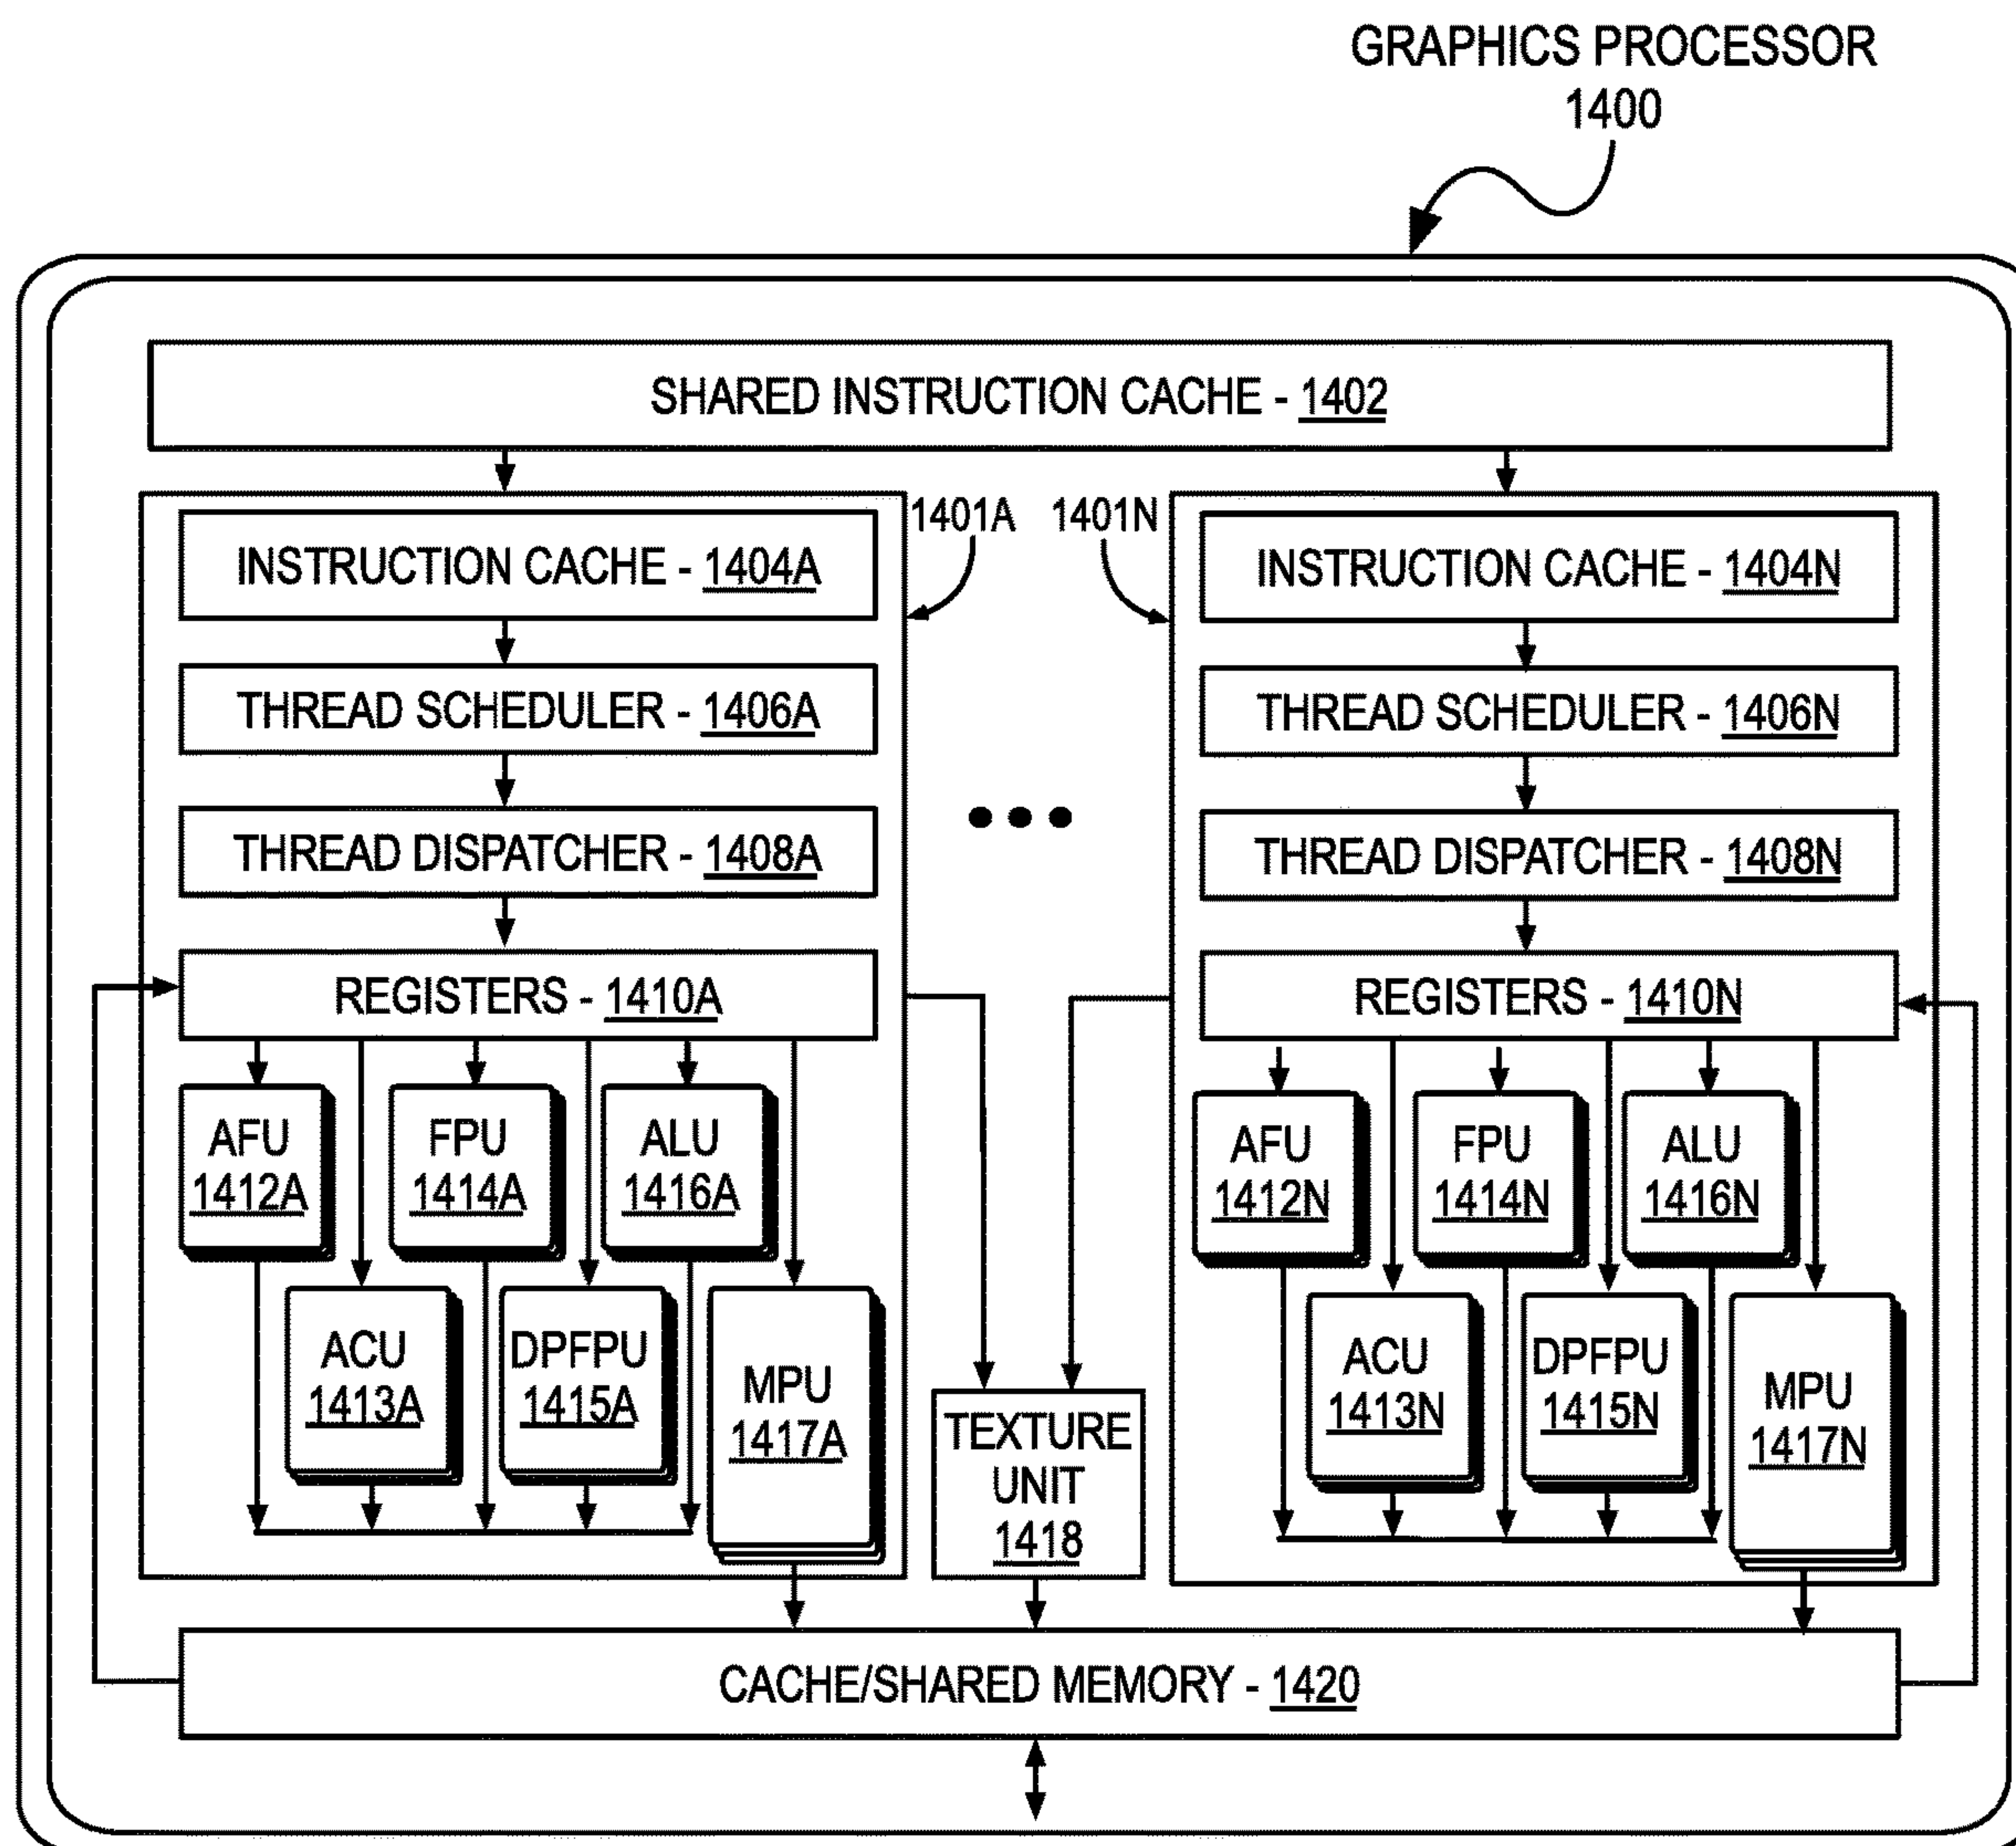 GRAPHICS PROCESSOR
1400
SHARED INSTRUCTION CACHE - 1402
1401A
1401N
INSTRUCTION CACHE - 1404A
THREAD SCHEDULER - 1406A
THREAD DISPATCHER - 1408A
REGISTERS - 1410A
AFU
1412A
FPU
1414A
ALU
1416A
ACU
1413A
DPFPU
1415A
MPU
1417A
INSTRUCTION CACHE - 1404N
THREAD SCHEDULER - 1406N
THREAD DISPATCHER - 1408N
REGISTERS - 1410N
AFU
1412N
FPU
1414N
ALU
1416N
ACU
1413N
DPFPU
1415N
MPU
1417N
TEXTURE
UNIT
1418
CACHE/SHARED MEMORY - 1420